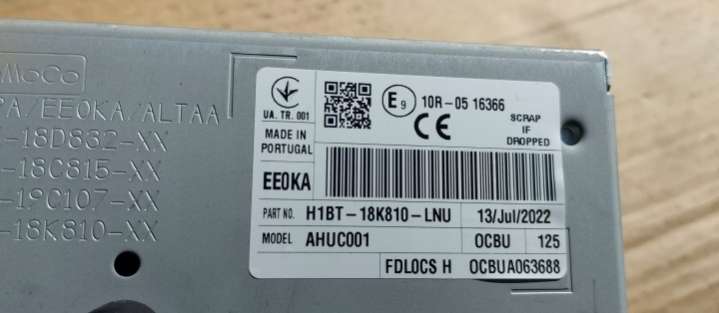 MoCo
/EE0KA/ALTAA
-18D832-XX
-18C815-XX
-19C107-XX
-18K810-XX
UA. TR. 001
E9 10R-05 16366
CE
SCRAP
IF
DROPPED
MADE IN
PORTUGAL
EE0KA
PART NO. H1BT-18K810-LNU 13/Jul/2022
MODEL AHUC001 OCBU 125
FDL0CS H OCBUA063688